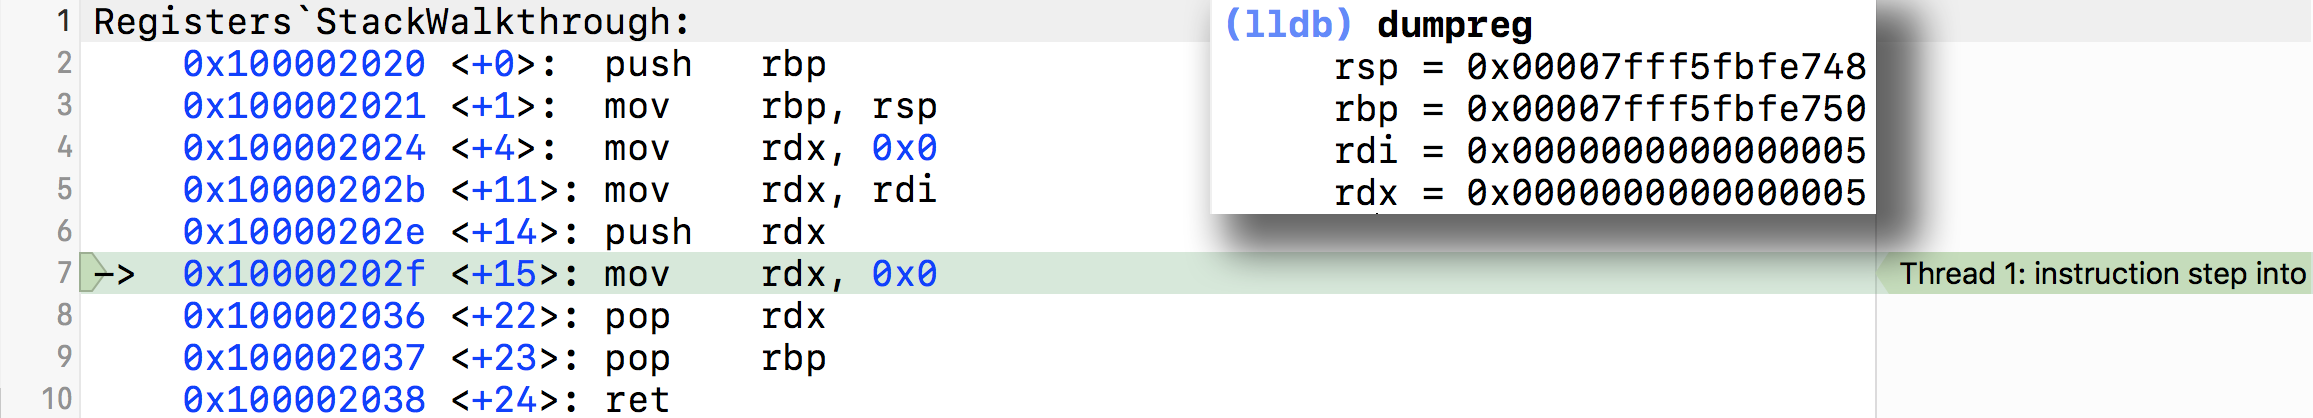 1 Registers`StackWalkthrough:
2 0x100002020 <+0>: push rbp
3 0x100002021 <+1>: mov rbp, rsp
4 0x100002024 <+4>: mov rdx, 0x0
5 0x10000202b <+11>: mov rdx, rdi
6 0x10000202e <+14>: push rdx
7 -> 0x10000202f <+15>: mov rdx, 0x0
Thread 1: instruction step into
8 0x100002036 <+22>: pop rdx
9 0x100002037 <+23>: pop rbp
10 0x100002038 <+24>: ret
(lldb) dumpreg
rsp = 0x00007fff5fbfe748
rbp = 0x00007fff5fbfe750
rdi = 0x0000000000000005
rdx = 0x0000000000000005